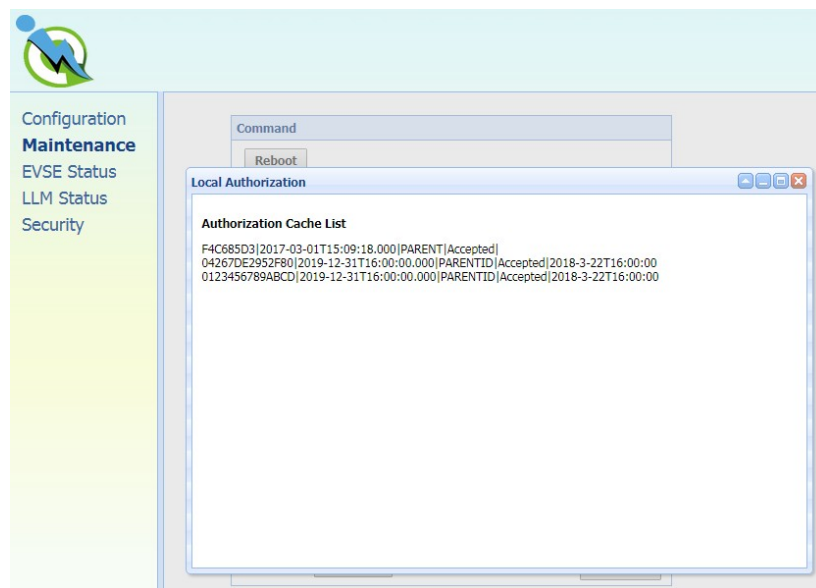 Configuration
Maintenance
EVSE Status
LLM Status
Security
Command
Reboot
Local Authorization
Authorization Cache List
F4C685D3|2017-03-01T15:09:18.000|PARENT|Accepted|
04267DE2952F80|2019-12-31T16:00:00.000|PARENTID|Accepted|2018-3-22T16:00:00
0123456789ABCD|2019-12-31T16:00:00.000|PARENTID|Accepted|2018-3-22T16:00:00